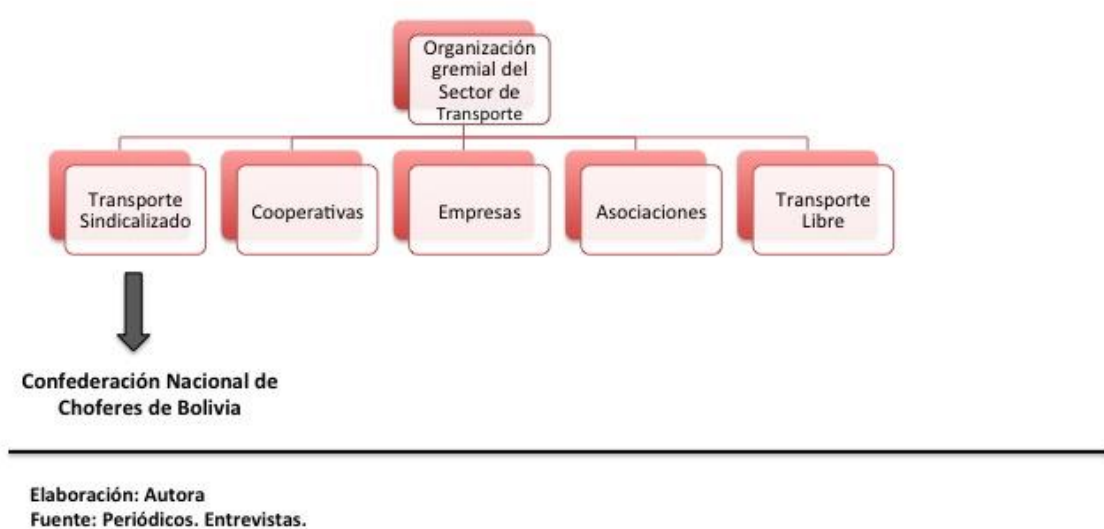 Organización
gremial del
Sector de
Transporte
Transporte
Sindicalizado
Cooperativas
Empresas
Asociaciones
Transporte
Libre
Confederación Nacional de
Choferes de Bolivia
Elaboración: Autora
Fuente: Periódicos. Entrevistas.